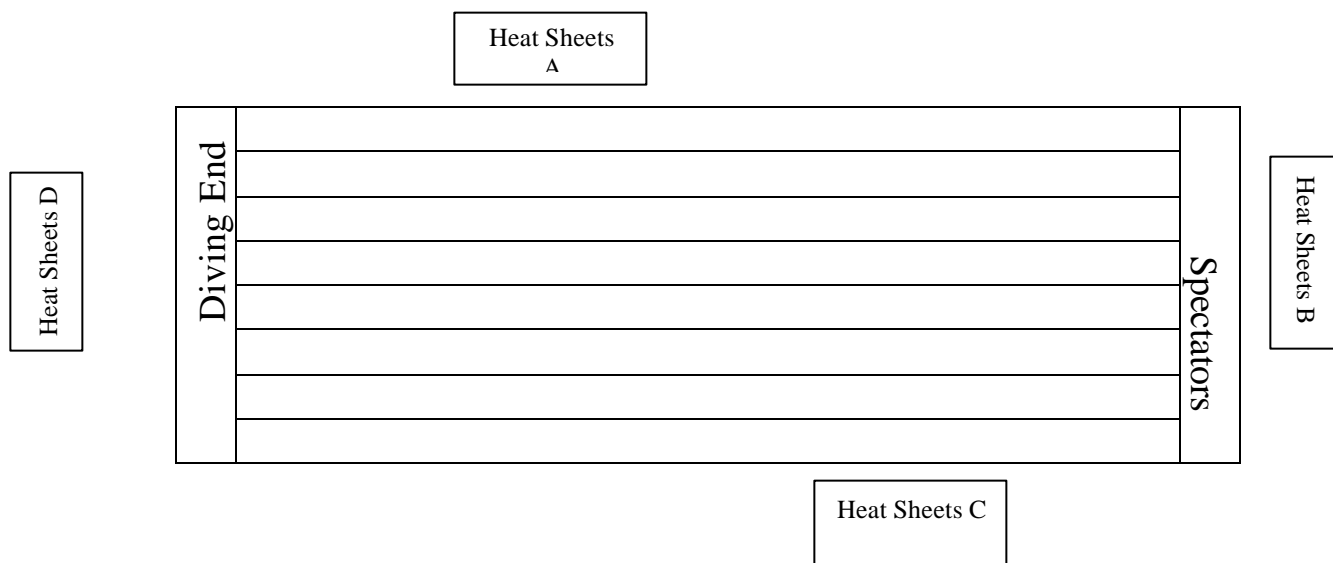 Heat Sheets
A
Diving End
Heat Sheets D
Heat Sheets B
Spectators
Heat Sheets C